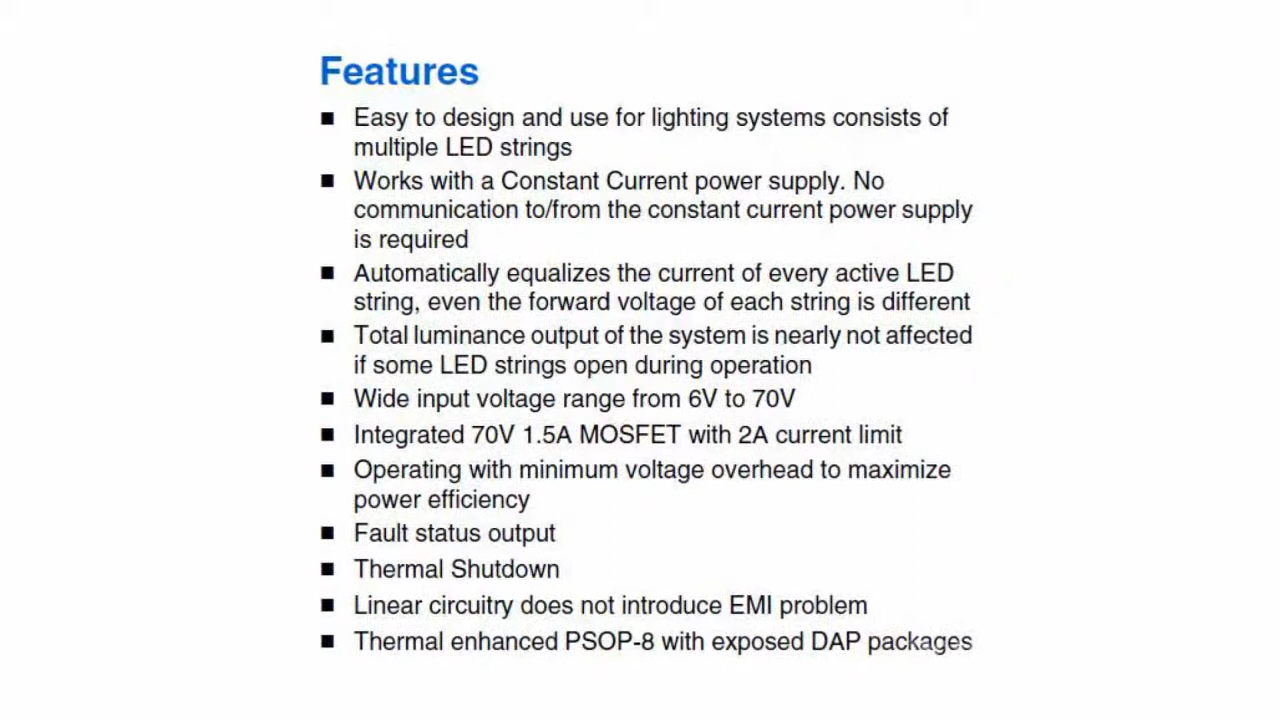 Features
■ Easy to design and use for lighting systems consists of
multiple LED strings
■ Works with a Constant Current power supply. No
communication to/from the constant current power supply
is required
■ Automatically equalizes the current of every active LED
string, even the forward voltage of each string is different
■ Total luminance output of the system is nearly not affected
if some LED strings open during operation
■ Wide input voltage range from 6V to 70V
■ Integrated 70V 1.5A MOSFET with 2A current limit
■ Operating with minimum voltage overhead to maximize
power efficiency
■ Fault status output
■ Thermal Shutdown
■ Linear circuitry does not introduce EMI problem
■ Thermal enhanced PSOP-8 with exposed DAP packages